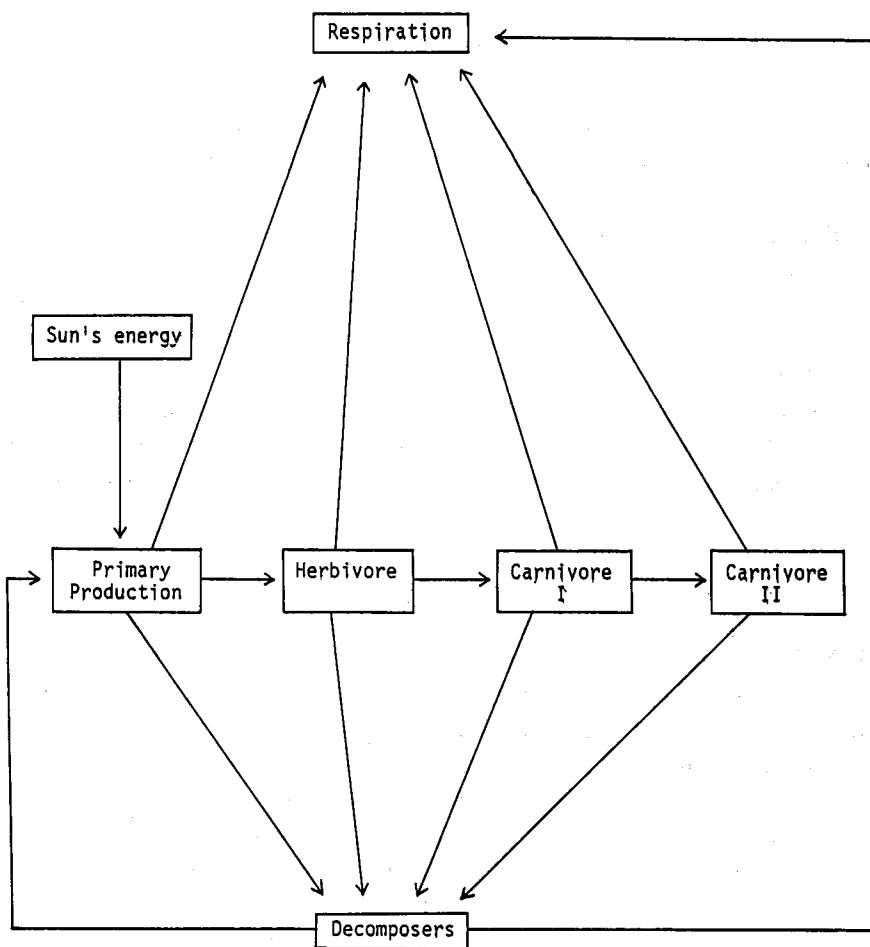 Respiration
Sun's energy
Primary
Production
Herbivore
Carnivore
I
Carnivore
II
Decomposers